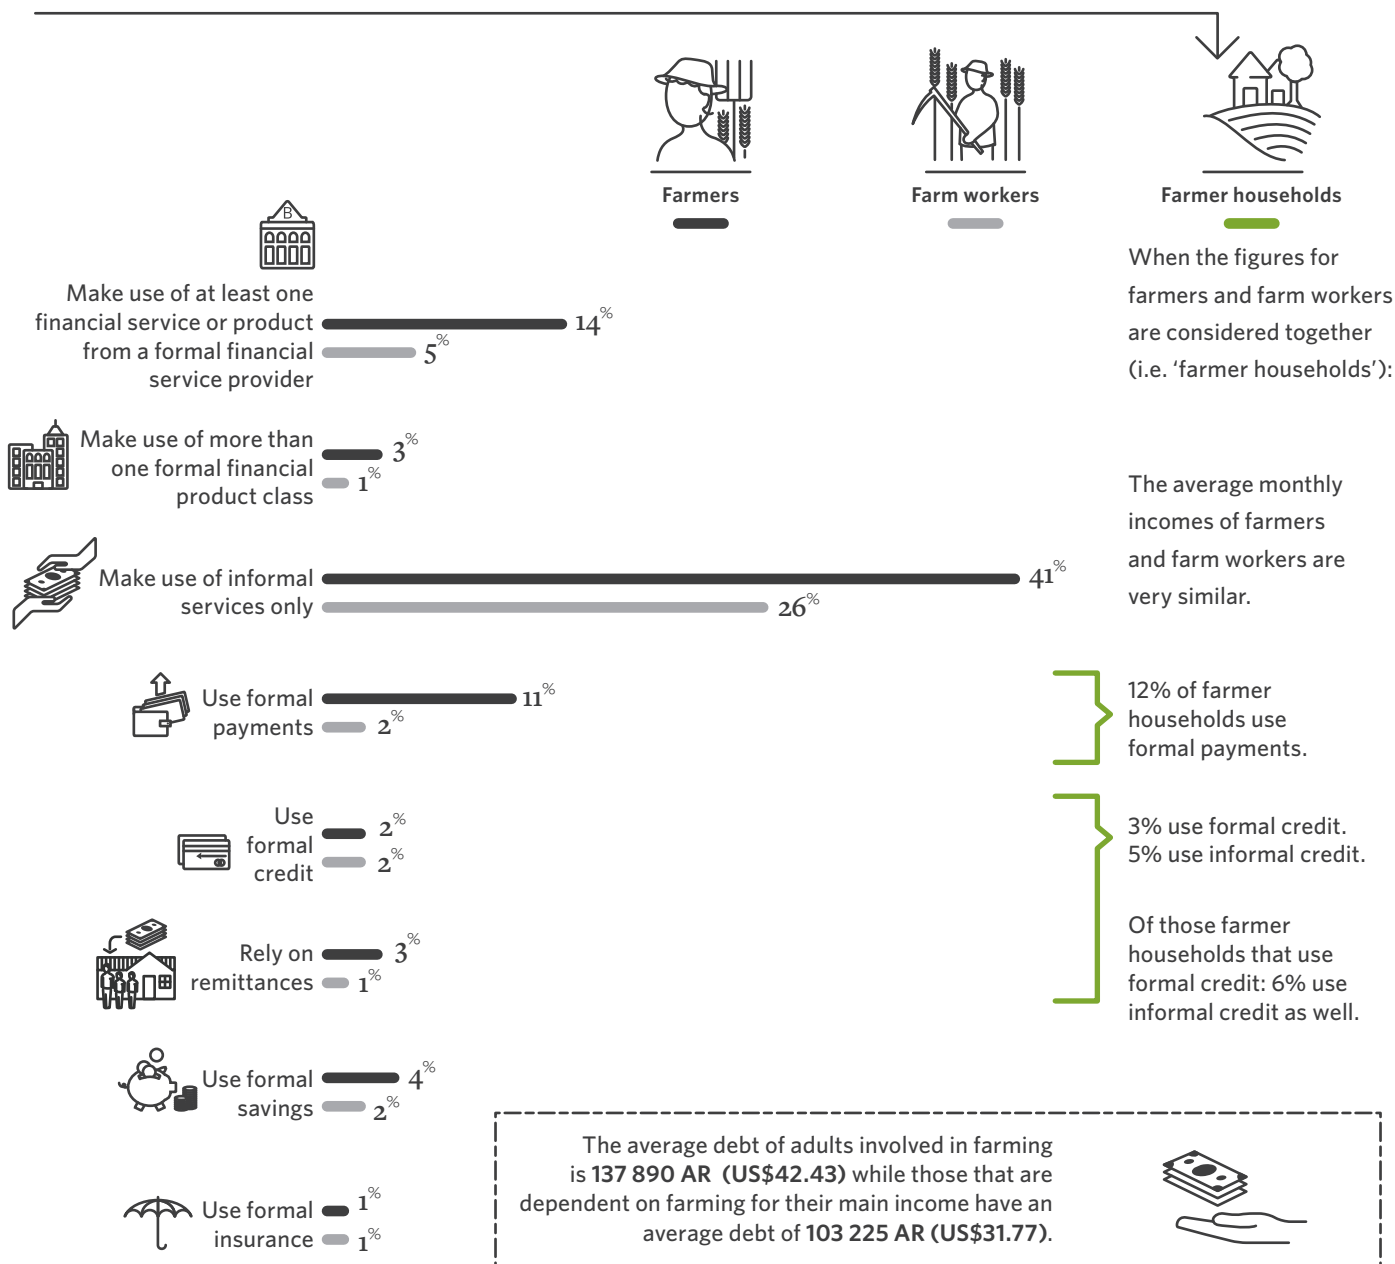 Farmers
Farm workers
Farmer households
When the figures for
farmers and farm workers
are considered together
(i.e. ‘farmer households’):
B
Make use of at least one
financial service or product
from a formal financial
service provider
14%
5%
Make use of more than
one formal financial
product class
3%
1%
The average monthly
incomes of farmers
and farm workers are
very similar.
Make use of informal
services only
41%
26%
Use formal
payments
11%
2%
12% of farmer
households use
formal payments.
Use
formal
credit
2%
2%
3% use formal credit.
5% use informal credit.
Of those farmer
households that use
formal credit: 6% use
informal credit as well.
Rely on
remittances
3%
1%
Use formal
savings
4%
2%
Use formal
insurance
1%
1%
The average debt of adults involved in farming
is 137 890 AR (US$42.43) while those that are
dependent on farming for their main income have an
average debt of 103 225 AR (US$31.77).